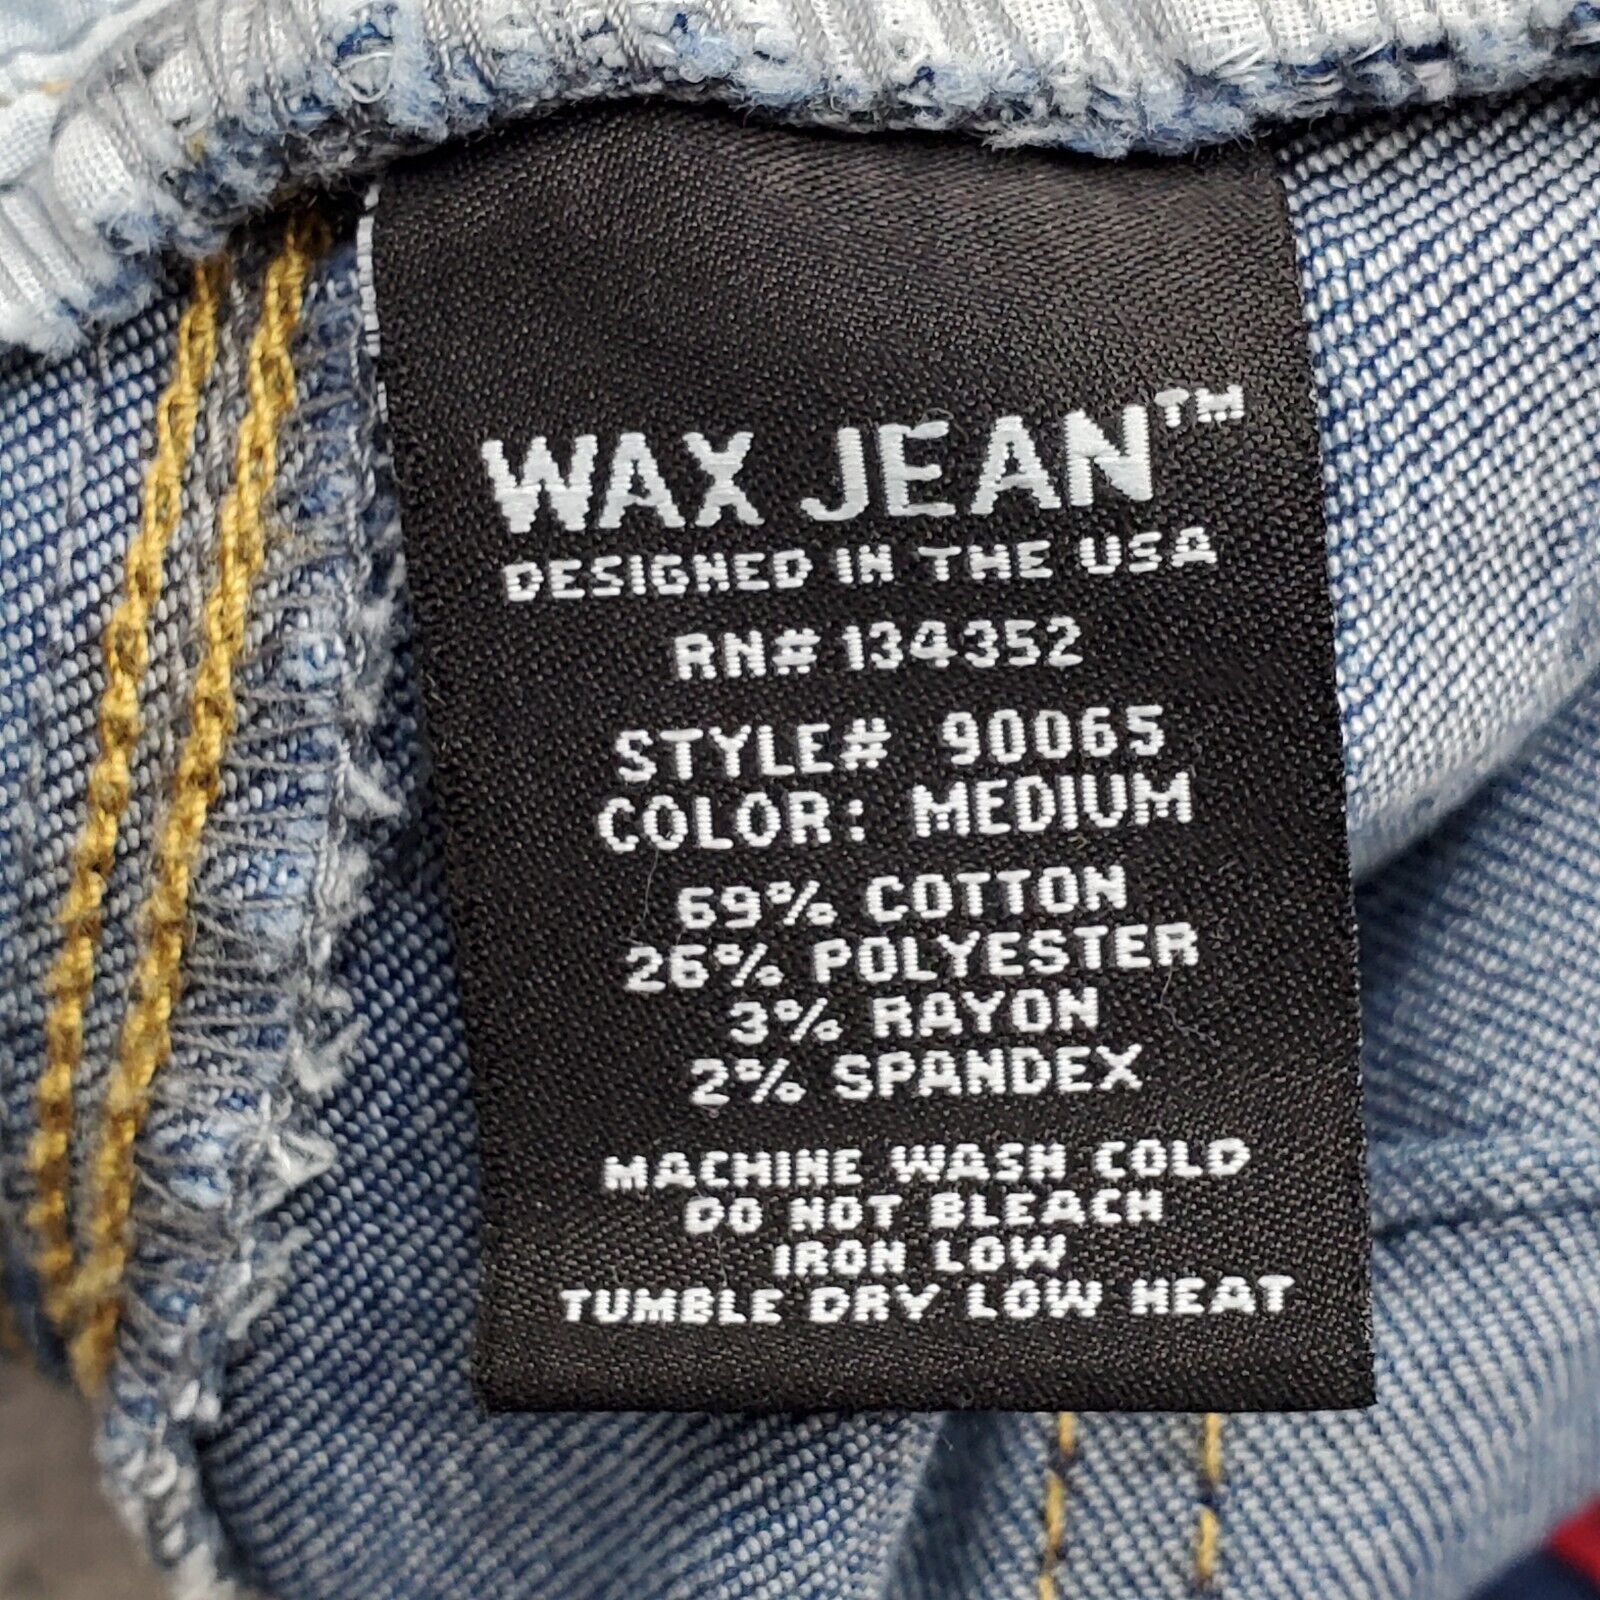 WAX JEAN™
DESIGNED IN THE USA
RN# 134352
STYLE# 90065
COLOR: MEDIUM
69% COTTON
26% POLYESTER
3% RAYON
2% SPANDEX
MACHINE WASH COLD
DO NOT BLEACH
IRON LOW
TUMBLE DRY LOW HEAT